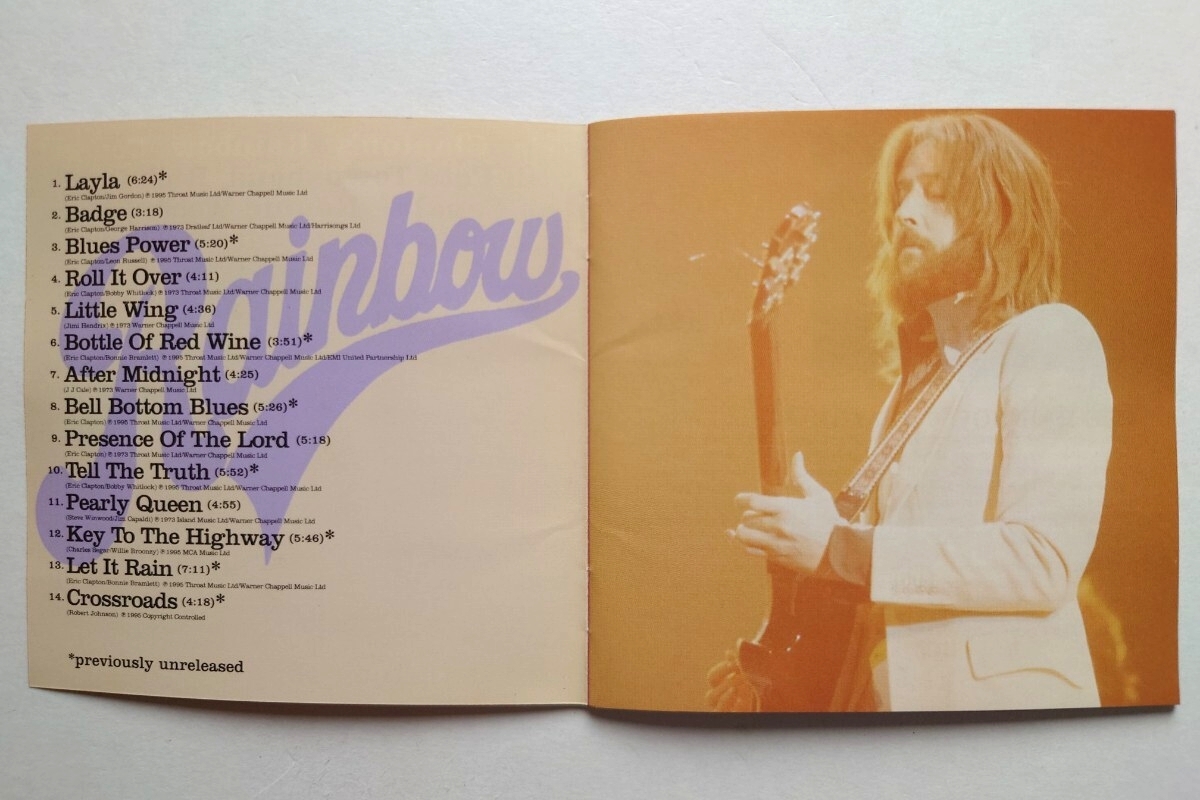 1. Layla (6:24)*
(Eric Clapton/Jim Gordon) ℗ 1995 Throat Music Ltd/Warner Chappell Music Ltd
2. Badge (3:18)
(Eric Clapton/George Harrison) ℗ 1973 Dratleaf Ltd/Warner Chappell Music Ltd/Harrisongs Ltd
3. Blues Power (5:20)*
(Eric Clapton/Leon Russell) ℗ 1995 Throat Music Ltd/Warner Chappell Music Ltd
4. Roll It Over (4:11)
(Eric Clapton/Bobby Whitlock) ℗ 1973 Throat Music Ltd/Warner Chappell Music Ltd
5. Little Wing (4:36)
(Jimi Hendrix) ℗ 1973 Warner Chappell Music Ltd
6. Bottle Of Red Wine (3:51)*
(Eric Clapton/Bonnie Bramlett) ℗ 1995 Throat Music Ltd/Warner Chappell Music Ltd/EMI United Partnership Ltd
7. After Midnight (4:25)
(J J Cale) ℗ 1973 Warner Chappell Music Ltd
8. Bell Bottom Blues (5:26)*
(Eric Clapton) ℗ 1995 Throat Music Ltd/Warner Chappell Music Ltd
9. Presence Of The Lord (5:18)
(Eric Clapton) ℗ 1973 Throat Music Ltd/Warner Chappell Music Ltd
10. Tell The Truth (5:52)*
(Eric Clapton/Bobby Whitlock) ℗ 1995 Throat Music Ltd/Warner Chappell Music Ltd
11. Pearly Queen (4:55)
(Steve Winwood/Jim Capaldi) ℗ 1973 Island Music Ltd/Warner Chappell Music Ltd
12. Key To The Highway (5:46)*
(Charles Segar/Willie Broonzy) ℗ 1995 MCA Music Ltd
13. Let It Rain (7:11)*
(Eric Clapton/Bonnie Bramlett) ℗ 1995 Throat Music Ltd/Warner Chappell Music Ltd
14. Crossroads (4:18)*
(Robert Johnson) ℗ 1995 Copyright Controlled
*previously unreleased
Rainbow